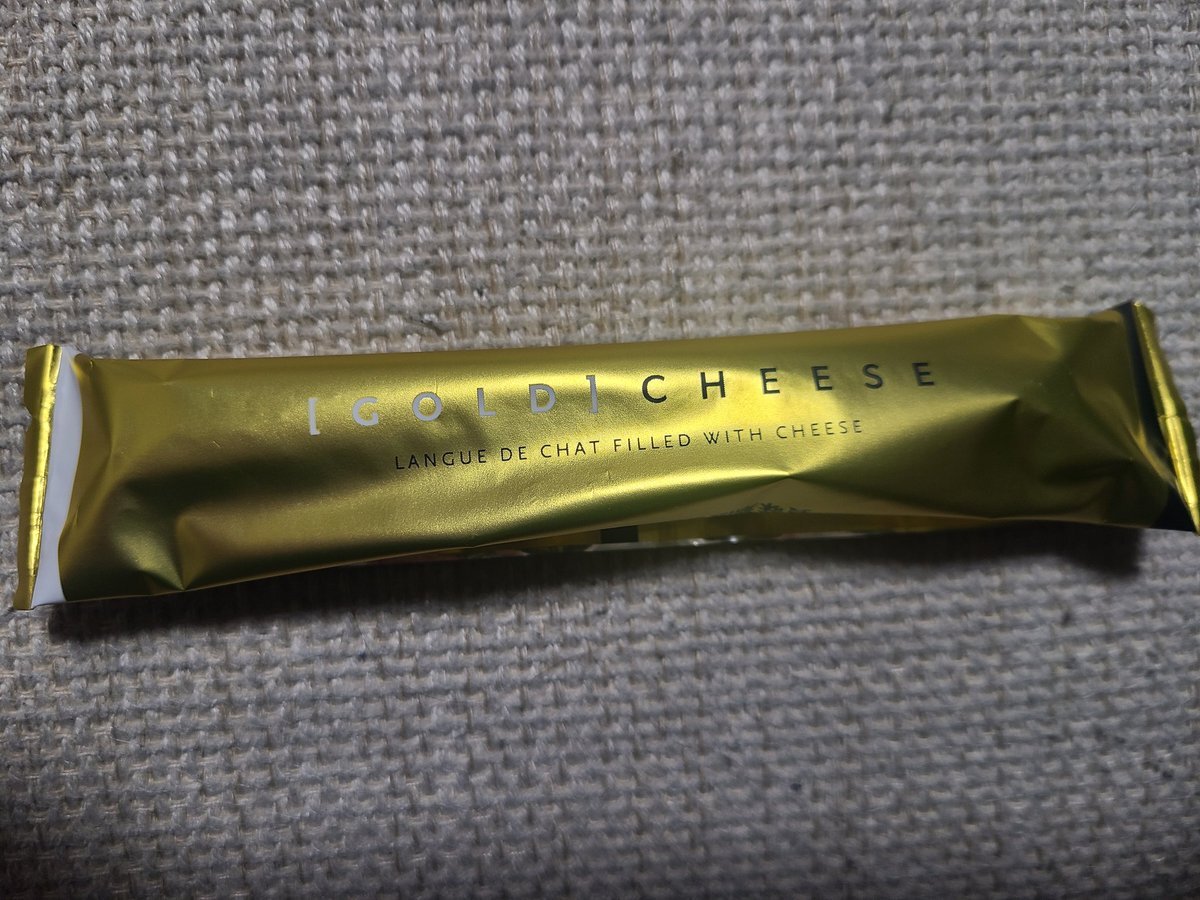 [GOLD] CHEESE
LANGUE DE CHAT FILLED WITH CHEESE